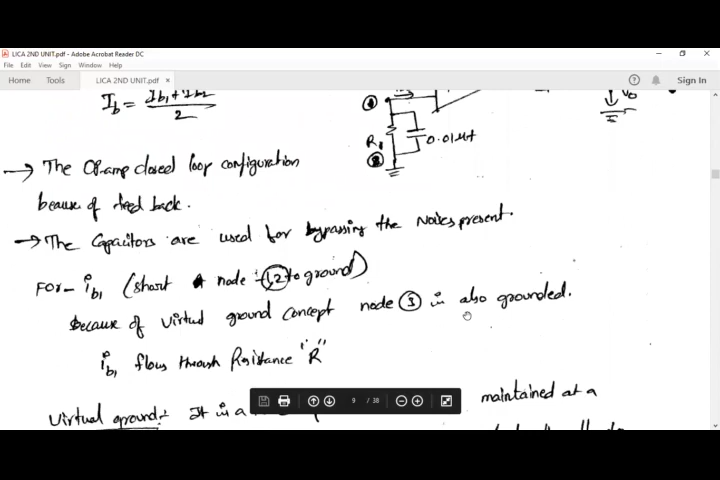 LICA 2ND UNIT.pdf - Adobe Acrobat Reader DC
File Edit View Sign Window Help
Home Tools LICA 2ND UNIT.pdf × Sign In
Ib = Ib1 + Ib2 / 2
① Vo
R1 0.01 μf
②
→ The OP-amp closed loop configuration
because of feed back.
→ The Capacitors are used for bypassing the Noises present.
For - ib1 (short node 1,2 to ground)
Because of virtual ground concept node ③ is also grounded.
ib1 flows through Resistance "R"
9 / 38
Virtual ground:- It is a maintained at a